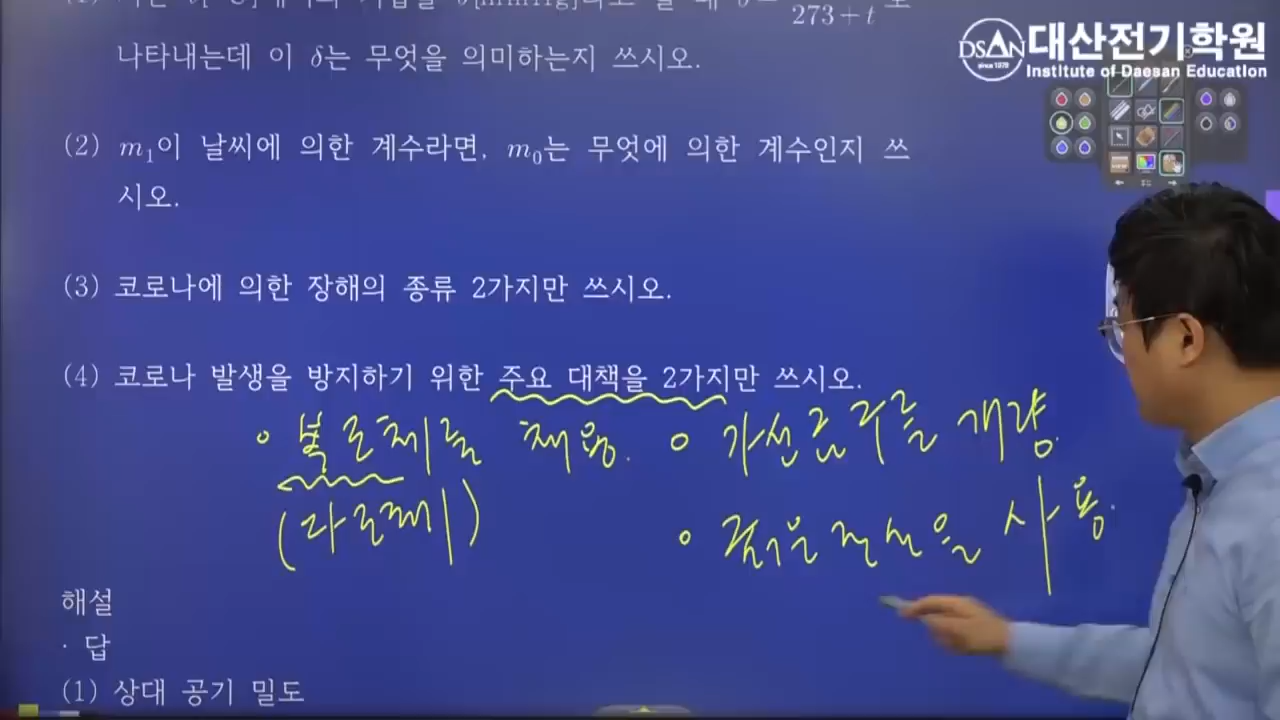 대산전기학원
DSAN
since 1979
Institute of Daesan Education
273+t
나타내는데 이 δ는 무엇을 의미하는지 쓰시오.
(2) m₁이 날씨에 의한 계수라면, m₀는 무엇에 의한 계수인지 쓰
시오.
(3) 코로나에 의한 장해의 종류 2가지만 쓰시오.
(4) 코로나 발생을 방지하기 위한 주요 대책을 2가지만 쓰시오.
• 복도체를 채용. • 가선금구를 개량.
(다도체) • 굵은전선을 사용.
해설
· 답
(1) 상대 공기 밀도